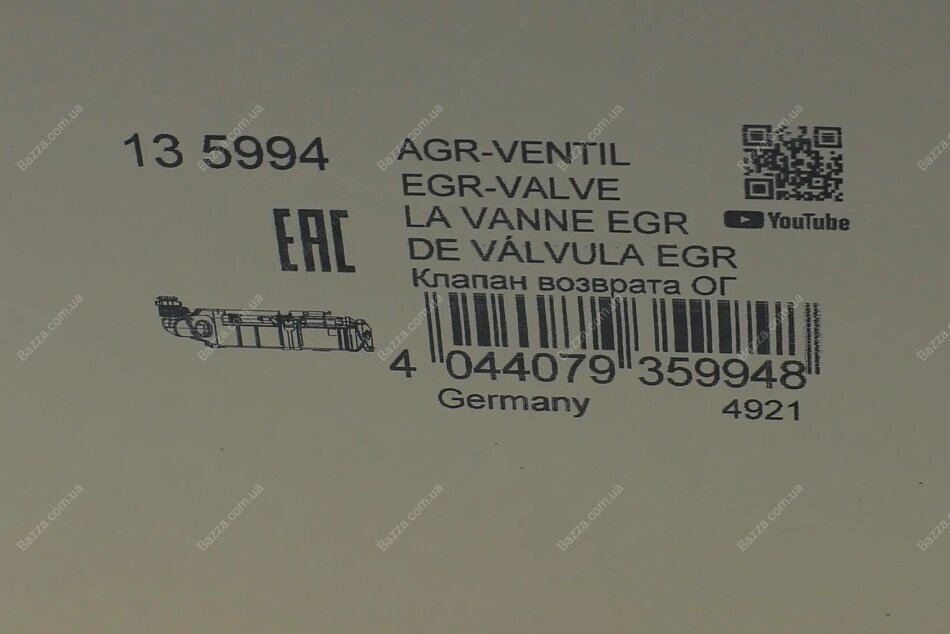 13 5994
AGR-VENTIL
EGR-VALVE
LA VANNE EGR
DE VÁLVULA EGR
Клапан возврата ОГ
EAC
YouTube
4 044079 359948
Germany
4921
Bazza.com.ua